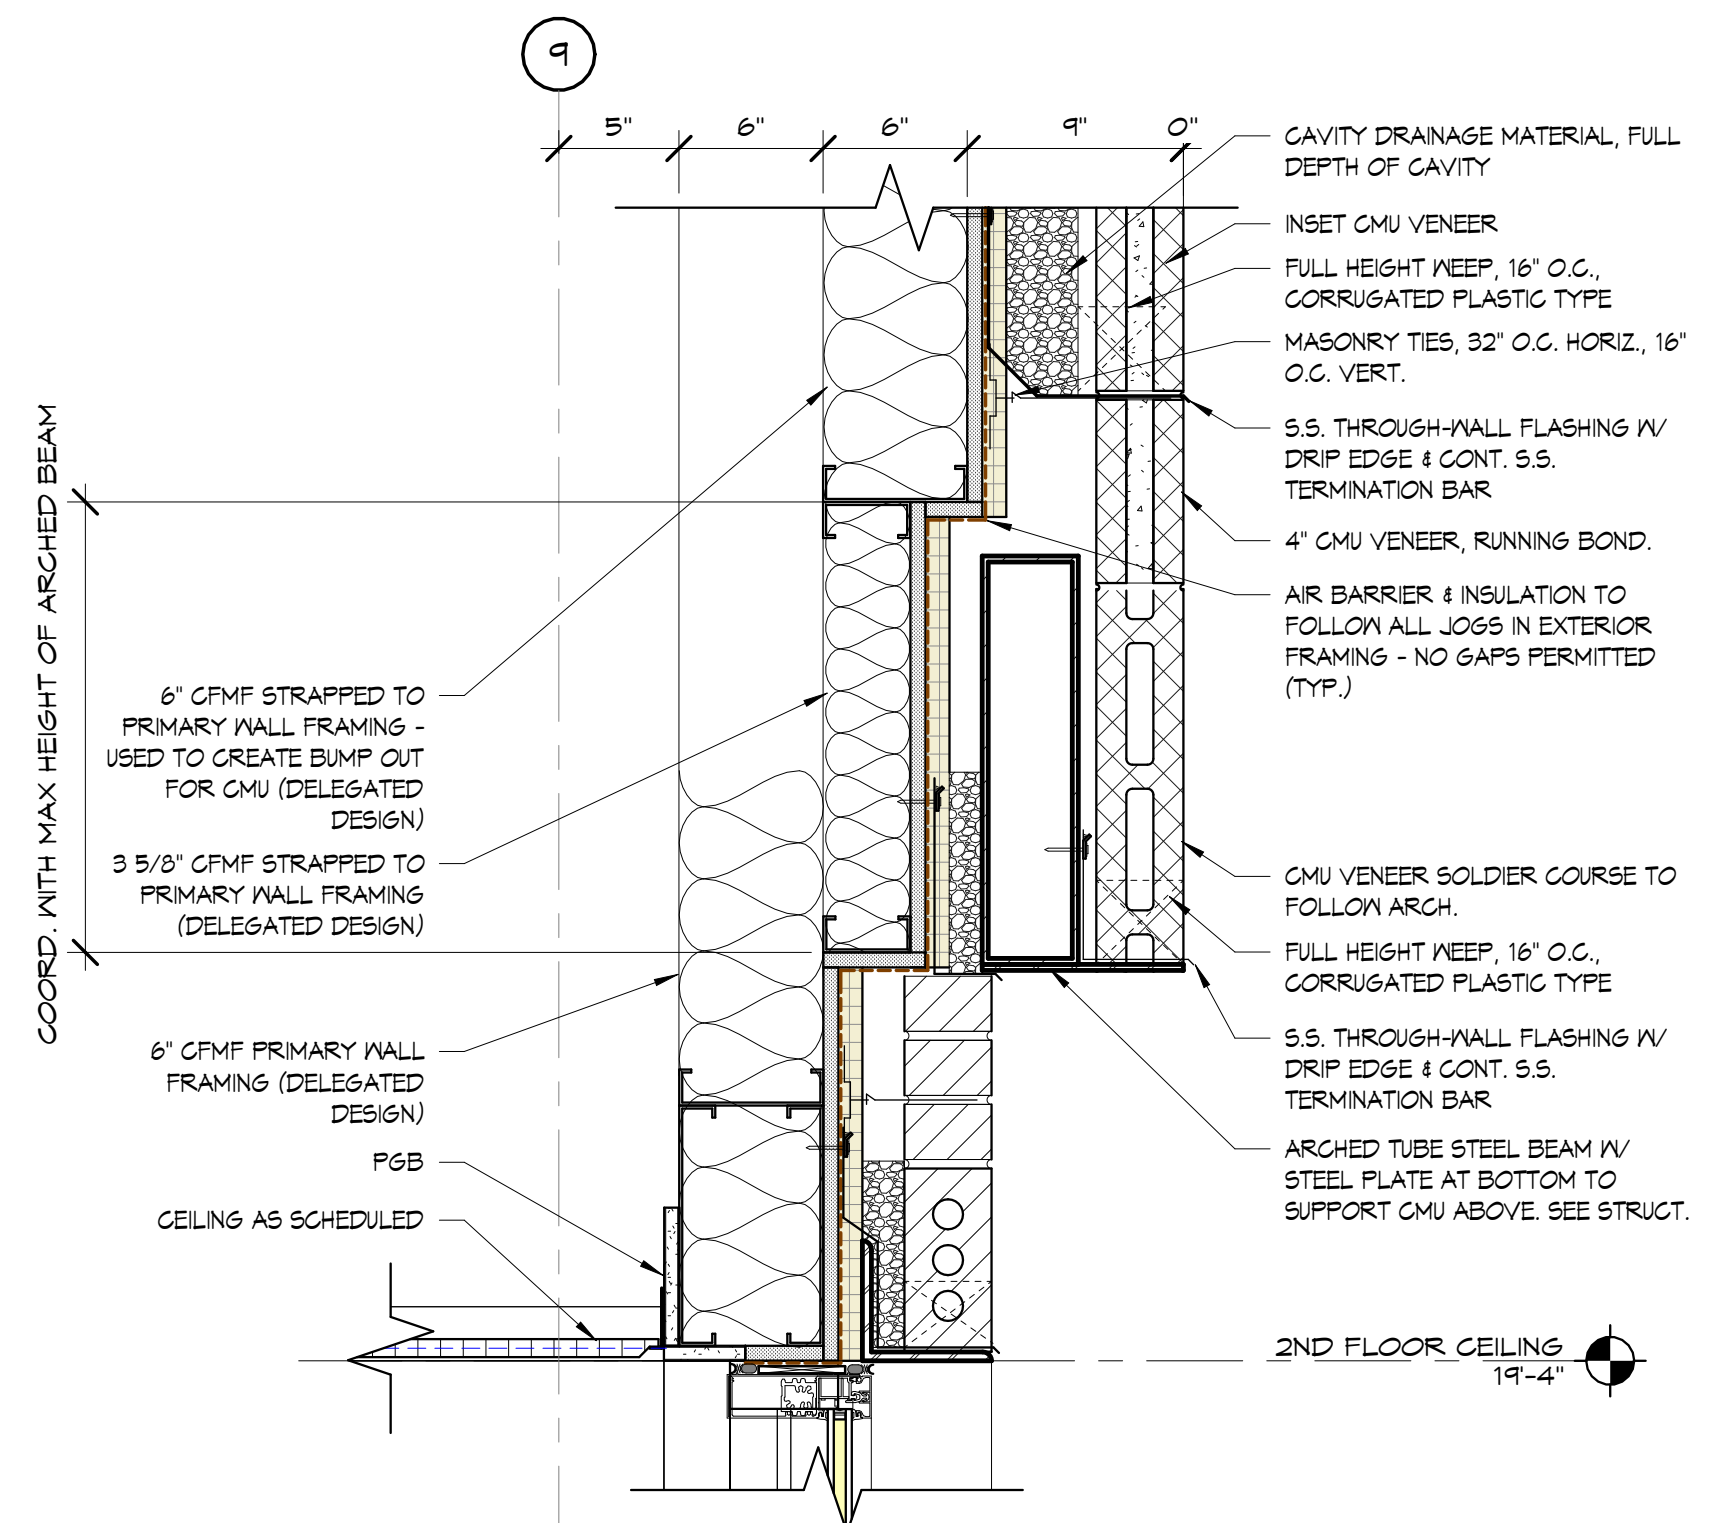 9
5" 6" 6" 9" 0"
CAVITY DRAINAGE MATERIAL, FULL
DEPTH OF CAVITY
INSET CMU VENEER
FULL HEIGHT WEEP, 16" O.C.,
CORRUGATED PLASTIC TYPE
MASONRY TIES, 32" O.C. HORIZ., 16"
O.C. VERT.
S.S. THROUGH-WALL FLASHING W/
DRIP EDGE & CONT. S.S.
TERMINATION BAR
4" CMU VENEER, RUNNING BOND.
AIR BARRIER & INSULATION TO
FOLLOW ALL JOGS IN EXTERIOR
FRAMING - NO GAPS PERMITTED
(TYP.)
CMU VENEER SOLDIER COURSE TO
FOLLOW ARCH.
FULL HEIGHT WEEP, 16" O.C.,
CORRUGATED PLASTIC TYPE
S.S. THROUGH-WALL FLASHING W/
DRIP EDGE & CONT. S.S.
TERMINATION BAR
ARCHED TUBE STEEL BEAM W/
STEEL PLATE AT BOTTOM TO
SUPPORT CMU ABOVE. SEE STRUCT.
COORD. WITH MAX HEIGHT OF ARCHED BEAM
6" CFMF STRAPPED TO
PRIMARY WALL FRAMING -
USED TO CREATE BUMP OUT
FOR CMU (DELEGATED
DESIGN)
3 5/8" CFMF STRAPPED TO
PRIMARY WALL FRAMING
(DELEGATED DESIGN)
6" CFMF PRIMARY WALL
FRAMING (DELEGATED
DESIGN)
PGB
CEILING AS SCHEDULED
2ND FLOOR CEILING
19'-4"